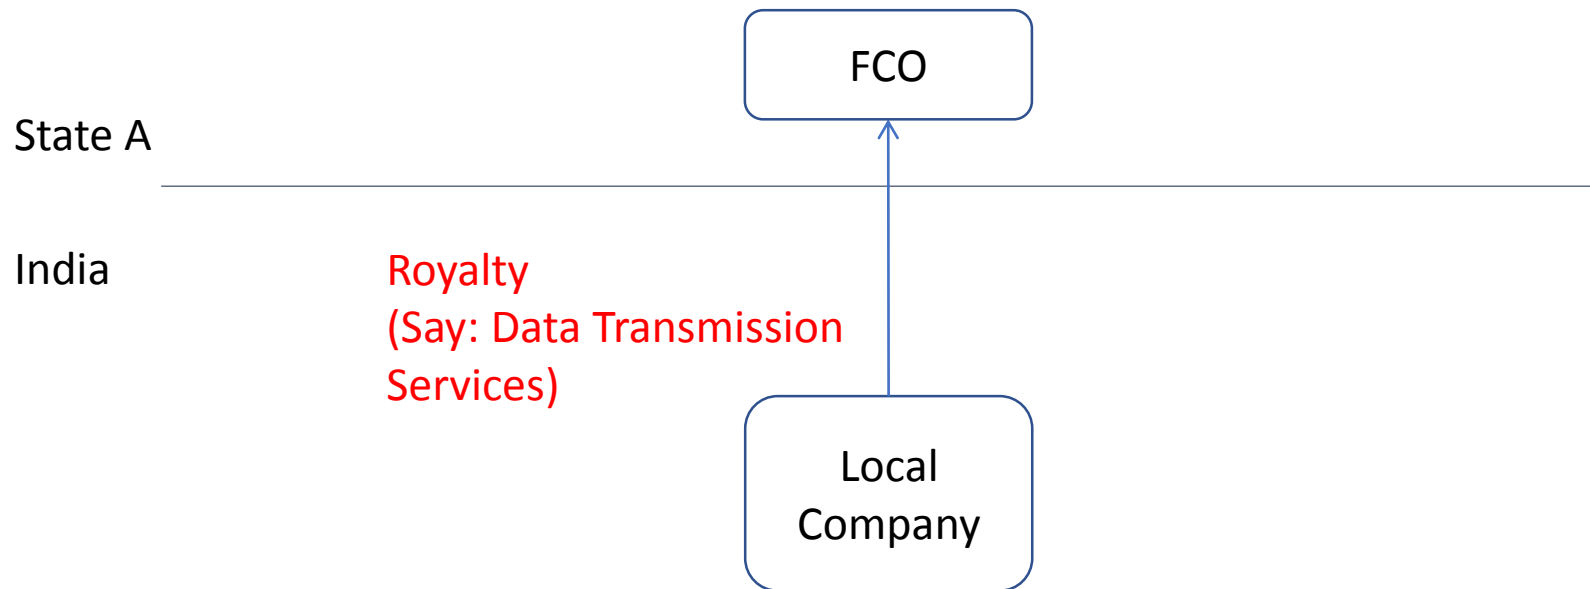 FCO
State A
India
Royalty
(Say: Data Transmission
Services)
Local
Company